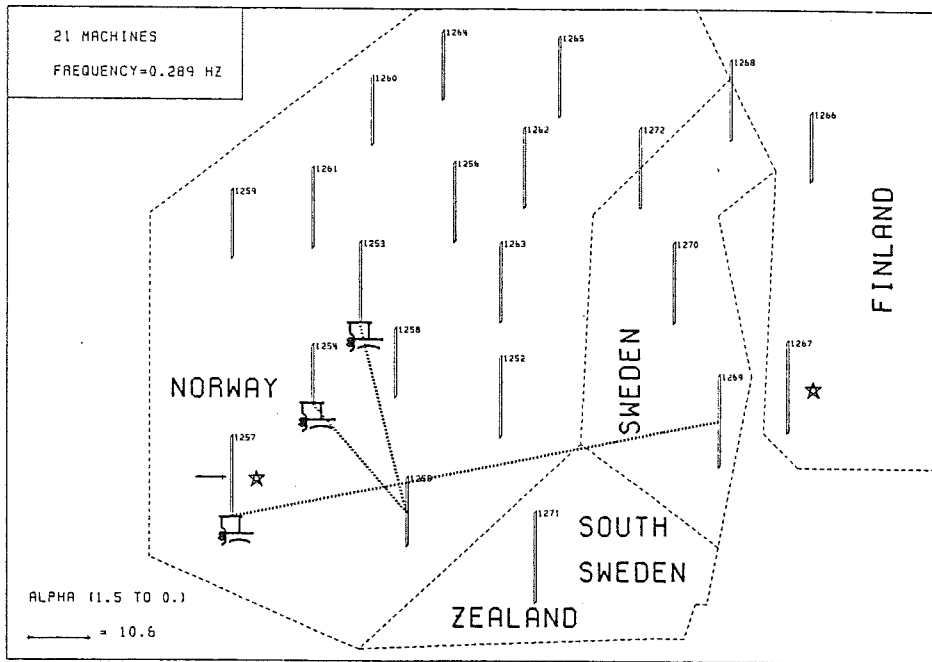 21 MACHINES
FREQUENCY=0.289 HZ
1264
1265
1260
1268
1266
1262
1272
1256
1261
1259
1253
1263
1270
FINLAND
1258
1254
1252
1267
SWEDEN
1269
NORWAY
1257
1250
1271
SOUTH
SWEDEN
ALPHA (1.5 TO 0.)
ZEALAND
= 10.6